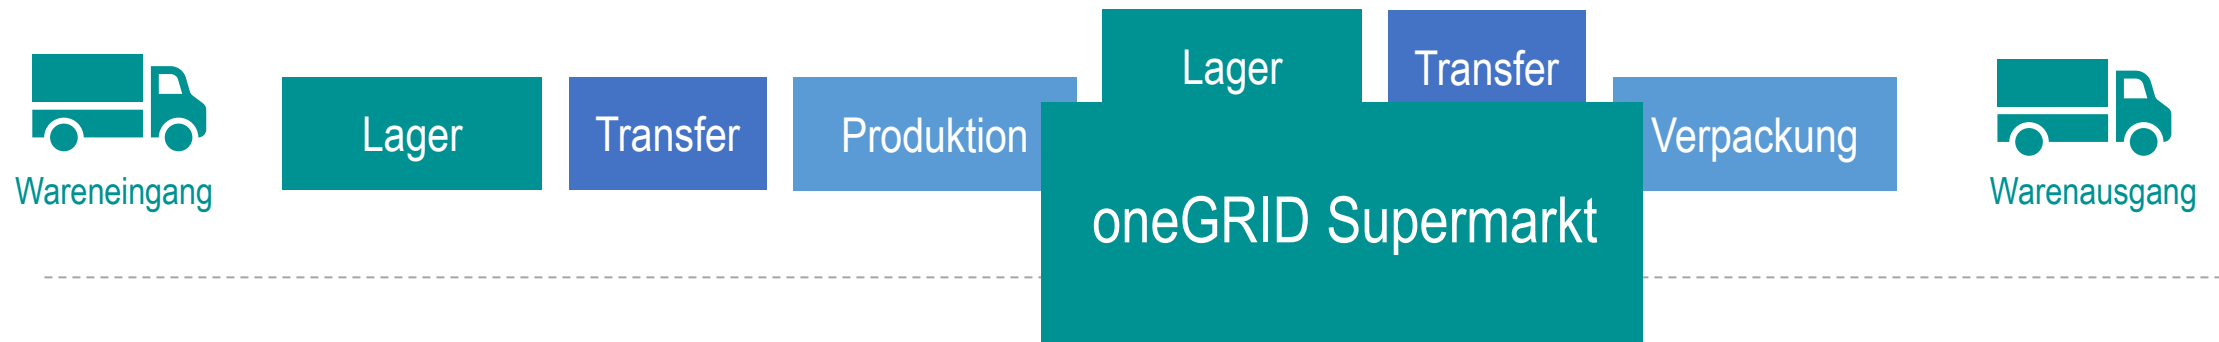 Wareneingang
Lager
Transfer
Produktion
Lager
Transfer
oneGRID Supermarkt
Verpackung
Warenausgang